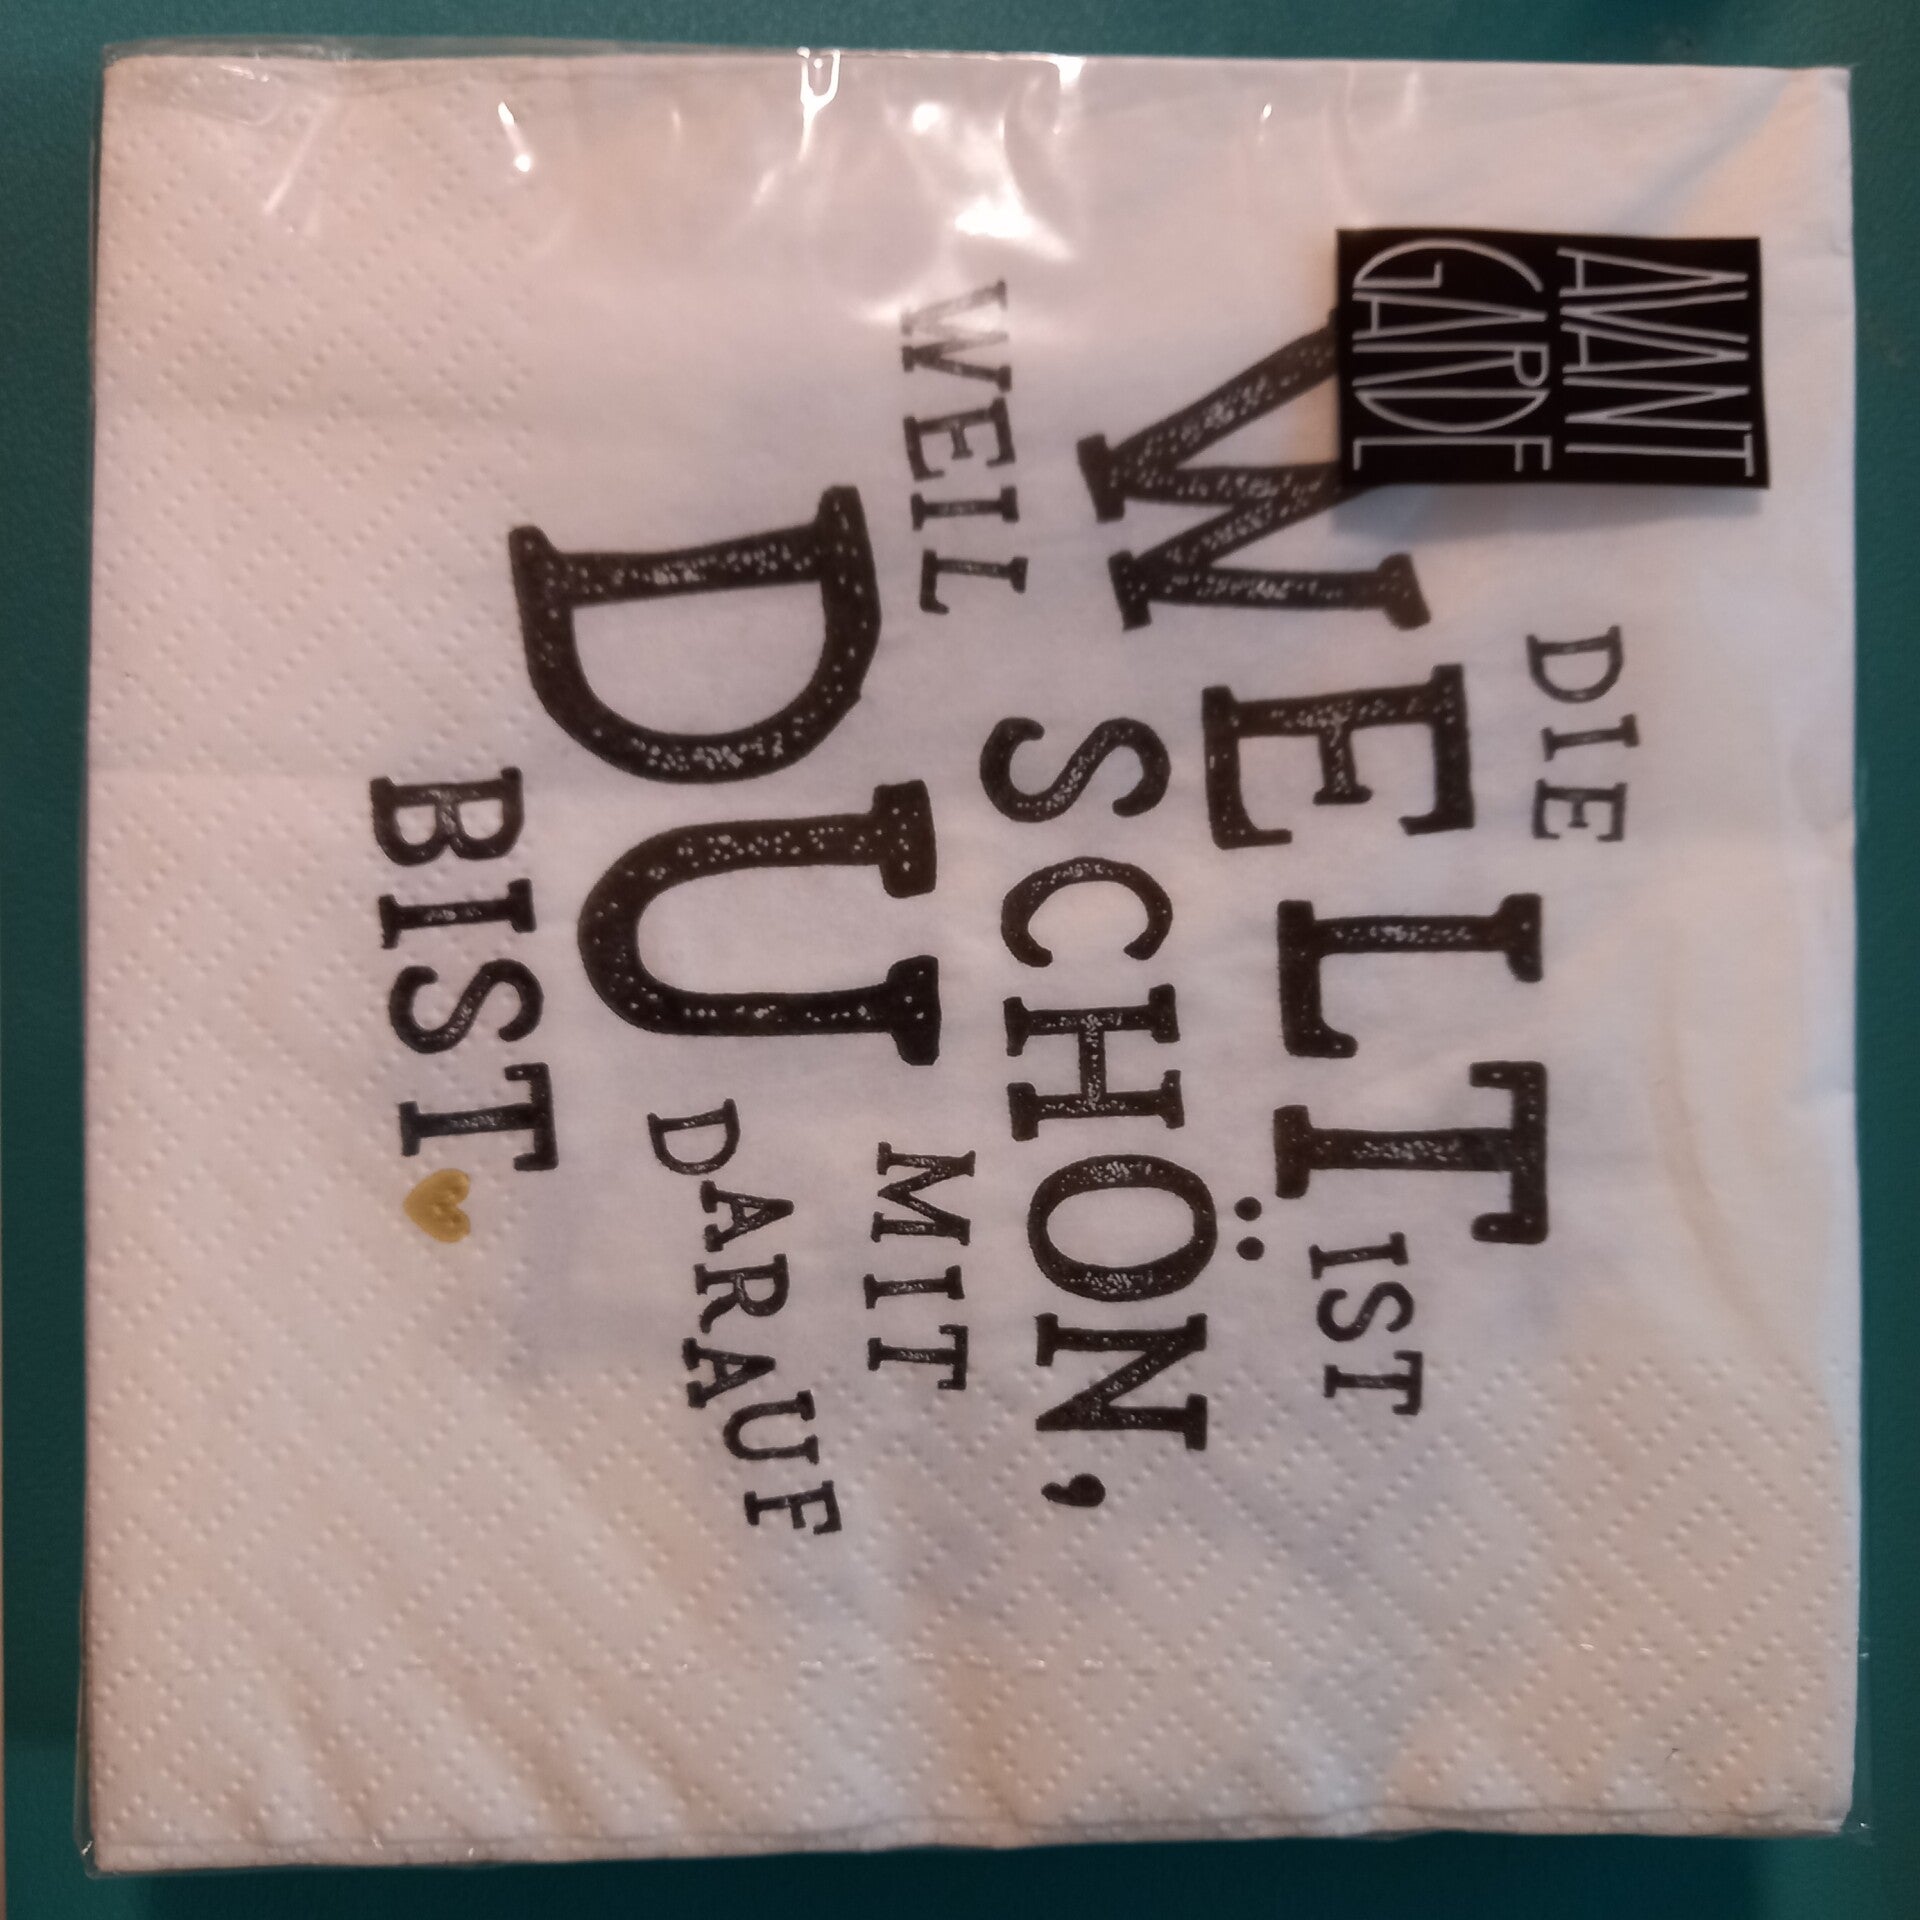 AVANT
GARDE
DIE
WELT IST
SCHÖN,
WEIL
DU MIT
DARAUF
BIST